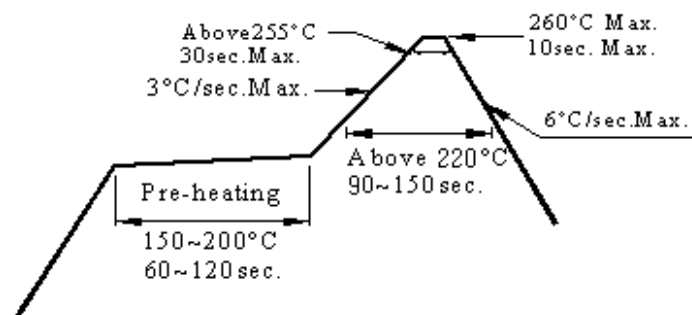 Above255°C
30sec.Max.
260°C Max.
10sec. Max.
3°C/sec.Max.
6°C/sec.Max.
Above 220°C
90~150sec.
Pre-heating
150~200°C
60~120sec.